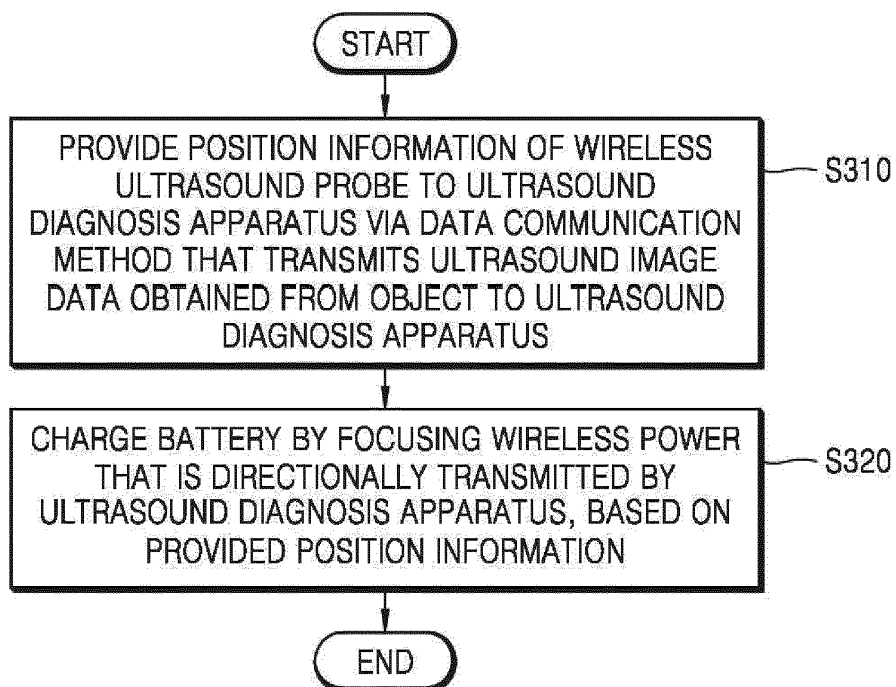 START
PROVIDE POSITION INFORMATION OF WIRELESS
ULTRASOUND PROBE TO ULTRASOUND
DIAGNOSIS APPARATUS VIA DATA COMMUNICATION
METHOD THAT TRANSMITS ULTRASOUND IMAGE
DATA OBTAINED FROM OBJECT TO ULTRASOUND
DIAGNOSIS APPARATUS
S310
CHARGE BATTERY BY FOCUSING WIRELESS POWER
THAT IS DIRECTIONALLY TRANSMITTED BY
ULTRASOUND DIAGNOSIS APPARATUS, BASED ON
PROVIDED POSITION INFORMATION
S320
END